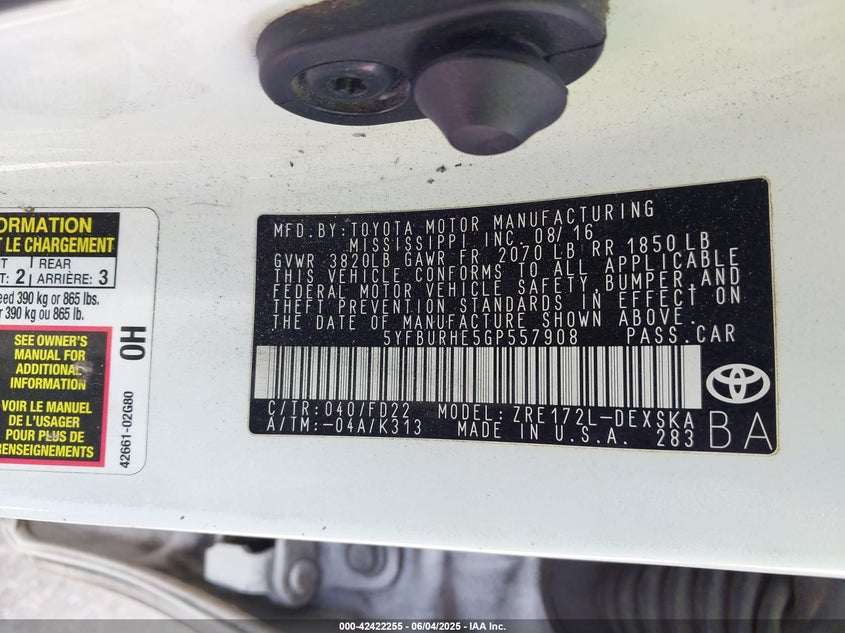 ORMATION
T LE CHARGEMENT
T
T: 2
REAR
ARRIÈRE: 3
eed 390 kg or 865 lbs.
r 390 kg ou 865 lb.
SEE OWNER'S
MANUAL FOR
ADDITIONAL
INFORMATION
VOIR LE MANUEL
DE L'USAGER
POUR PLUS DE
RENSEIGNEMENTS
0H
42661-02G80
MFD. BY: TOYOTA MOTOR MANUFACTURING
MISSISSIPPI INC. 08/16
GVWR 3820LB GAWR FR 2070 LB RR 1850 LB
THIS VEHICLE CONFORMS TO ALL APPLICABLE
FEDERAL MOTOR VEHICLE SAFETY, BUMPER, AND
THEFT PREVENTION STANDARDS IN EFFECT ON
THE DATE OF MANUFACTURE SHOWN ABOVE.
5YFBURHE5GP557908 PASS. CAR
C/TR: 040/FD22 MODEL: ZRE172L-DEXSKA
A/TM: -04A/K313 MADE IN U.S.A. 283
TOYOTA
BA
000-42422255 - 06/04/2025 - IAA Inc.